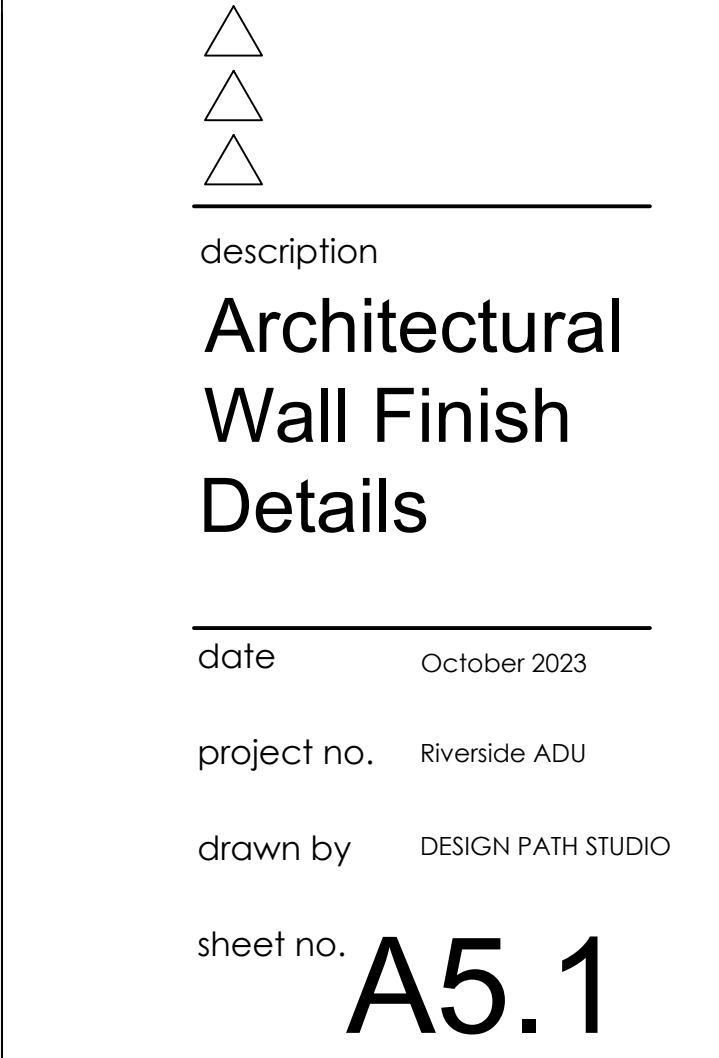 description
Architectural
Wall Finish
Details
date October 2023
project no. Riverside ADU
drawn by DESIGN PATH STUDIO
sheet no. A5.1